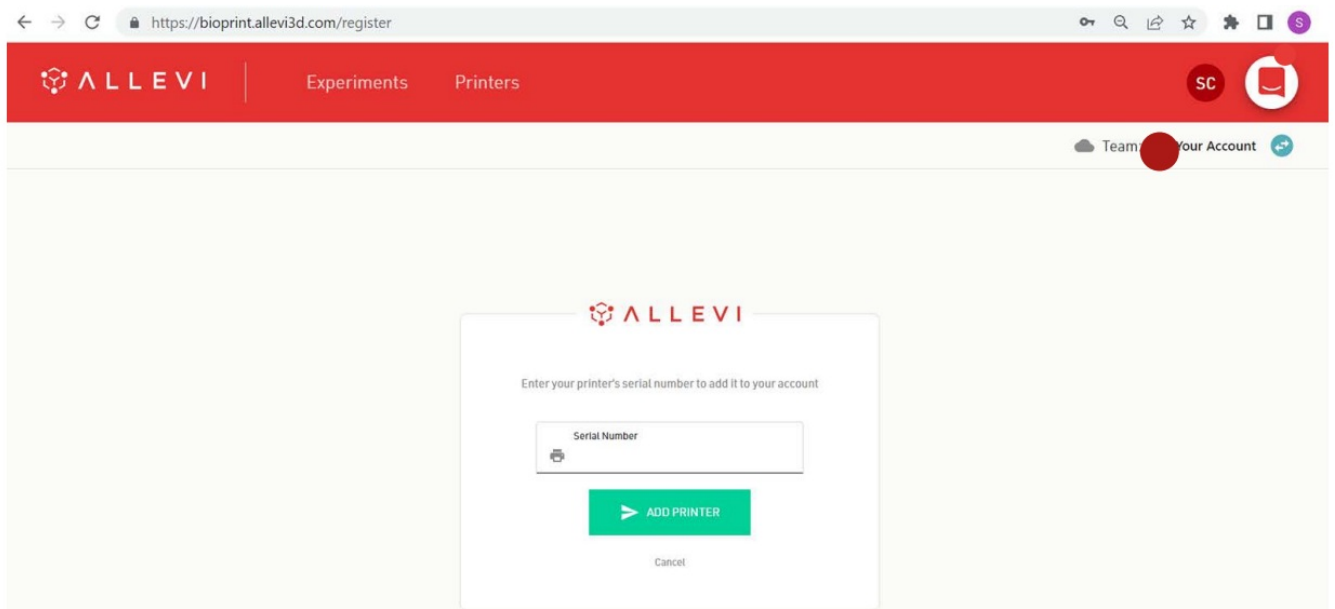 https://bioprint.allevi3d.com/register
S
ALLEVI Experiments Printers SC
Team: Your Account
ALLEVI
Enter your printer's serial number to add it to your account
Serial Number
ADD PRINTER
Cancel